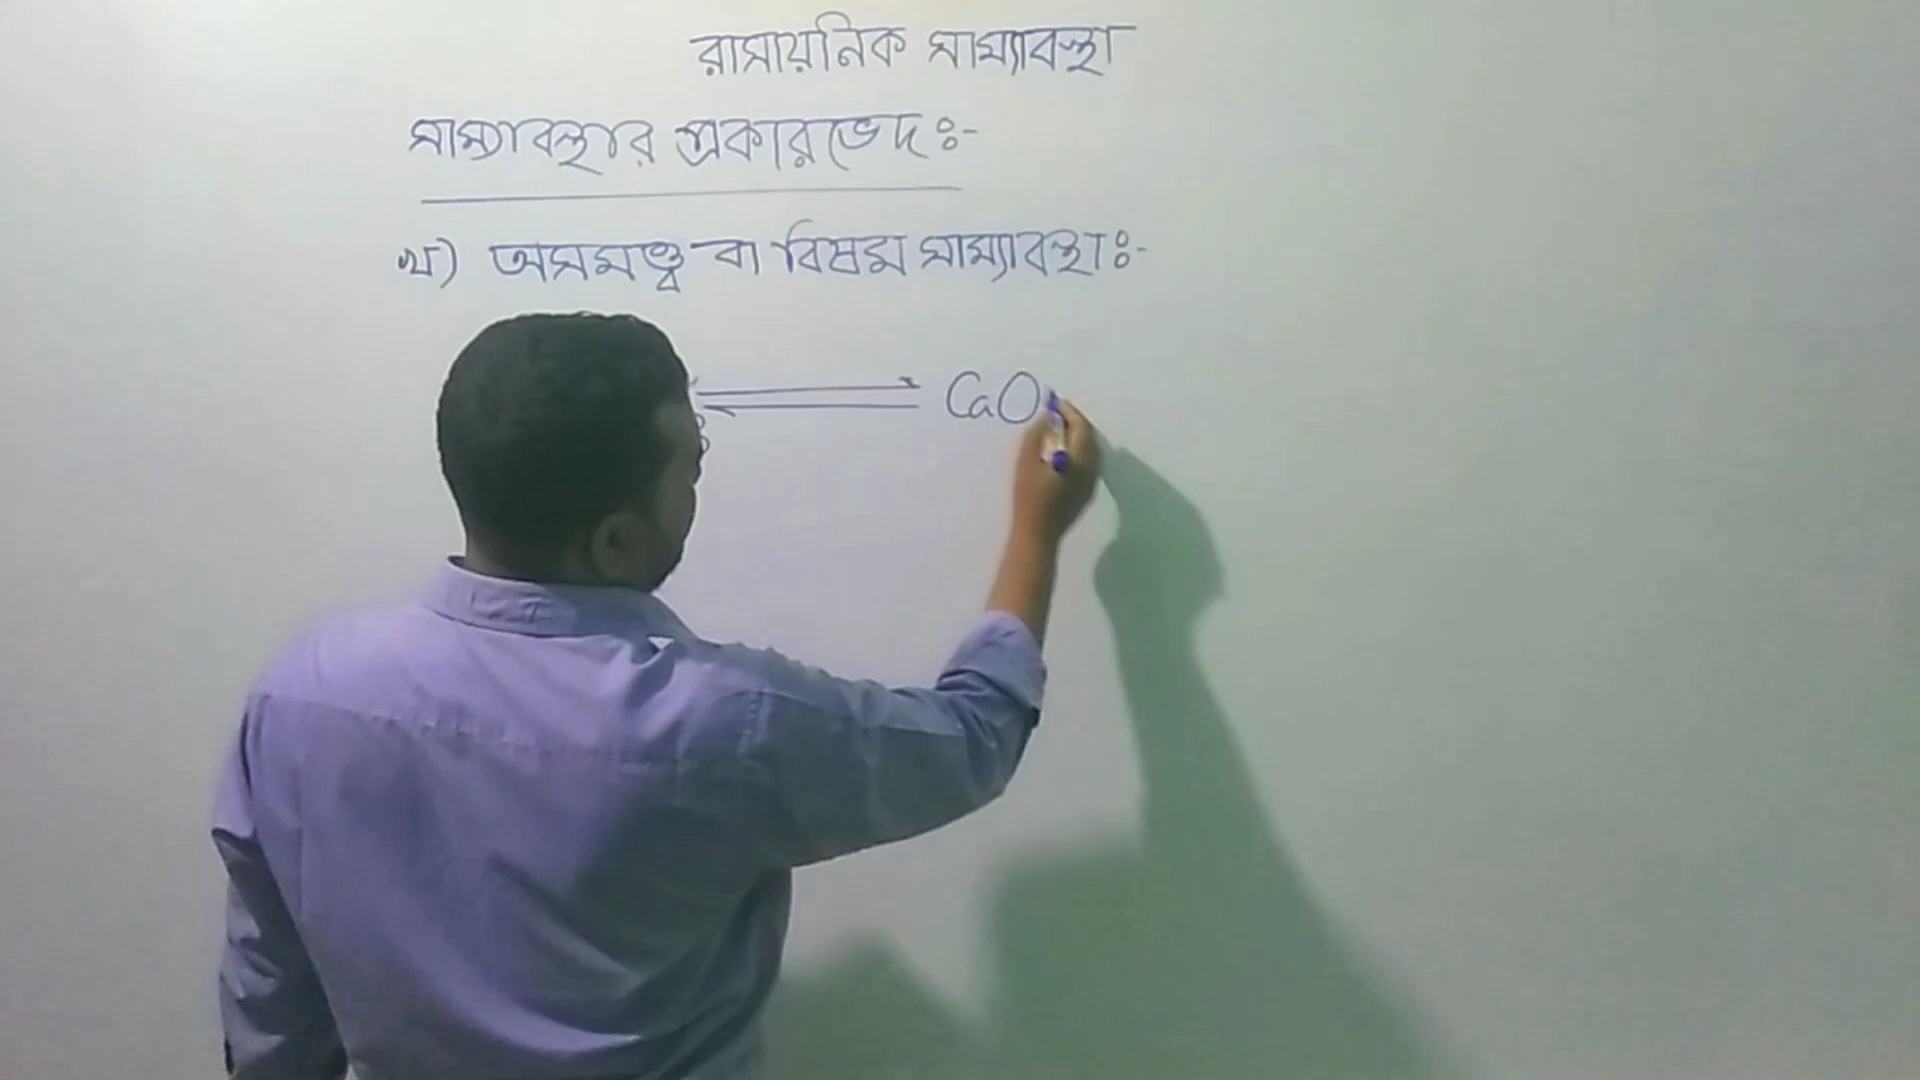 রাসায়নিক সাম্যাবস্থা
সাম্যাবস্থার প্রকারভেদঃ-
খ) অসমসত্ত্ব বা বিষম সাম্যাবস্থাঃ-
⇌ CaO